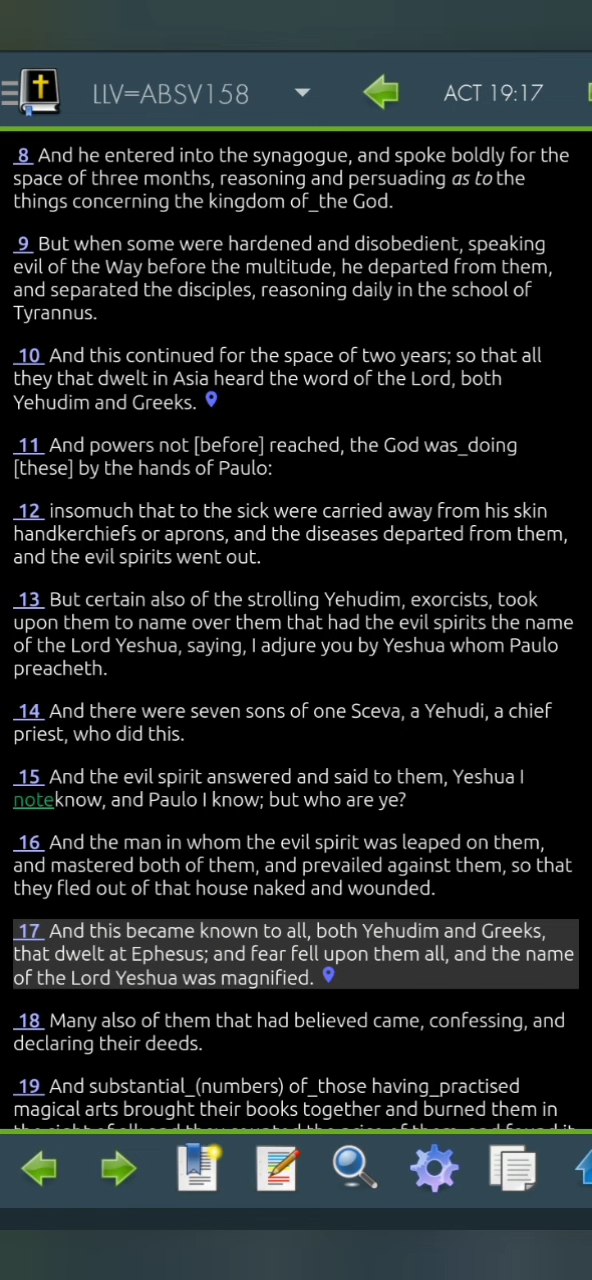 LLV=ABSV158
ACT 19:17
8 And he entered into the synagogue, and spoke boldly for the
space of three months, reasoning and persuading as to the
things concerning the kingdom of_the God.
9 But when some were hardened and disobedient, speaking
evil of the Way before the multitude, he departed from them,
and separated the disciples, reasoning daily in the school of
Tyrannus.
10 And this continued for the space of two years; so that all
they that dwelt in Asia heard the word of the Lord, both
Yehudim and Greeks.
11 And powers not [before] reached, the God was_doing
[these] by the hands of Paulo:
12 insomuch that to the sick were carried away from his skin
handkerchiefs or aprons, and the diseases departed from them,
and the evil spirits went out.
13 But certain also of the strolling Yehudim, exorcists, took
upon them to name over them that had the evil spirits the name
of the Lord Yeshua, saying, I adjure you by Yeshua whom Paulo
preacheth.
14 And there were seven sons of one Sceva, a Yehudi, a chief
priest, who did this.
15 And the evil spirit answered and said to them, Yeshua I
noteknow, and Paulo I know; but who are ye?
16 And the man in whom the evil spirit was leaped on them,
and mastered both of them, and prevailed against them, so that
they fled out of that house naked and wounded.
17 And this became known to all, both Yehudim and Greeks,
that dwelt at Ephesus; and fear fell upon them all, and the name
of the Lord Yeshua was magnified.
18 Many also of them that had believed came, confessing, and
declaring their deeds.
19 And substantial_(numbers) of_those having_practised
magical arts brought their books together and burned them in